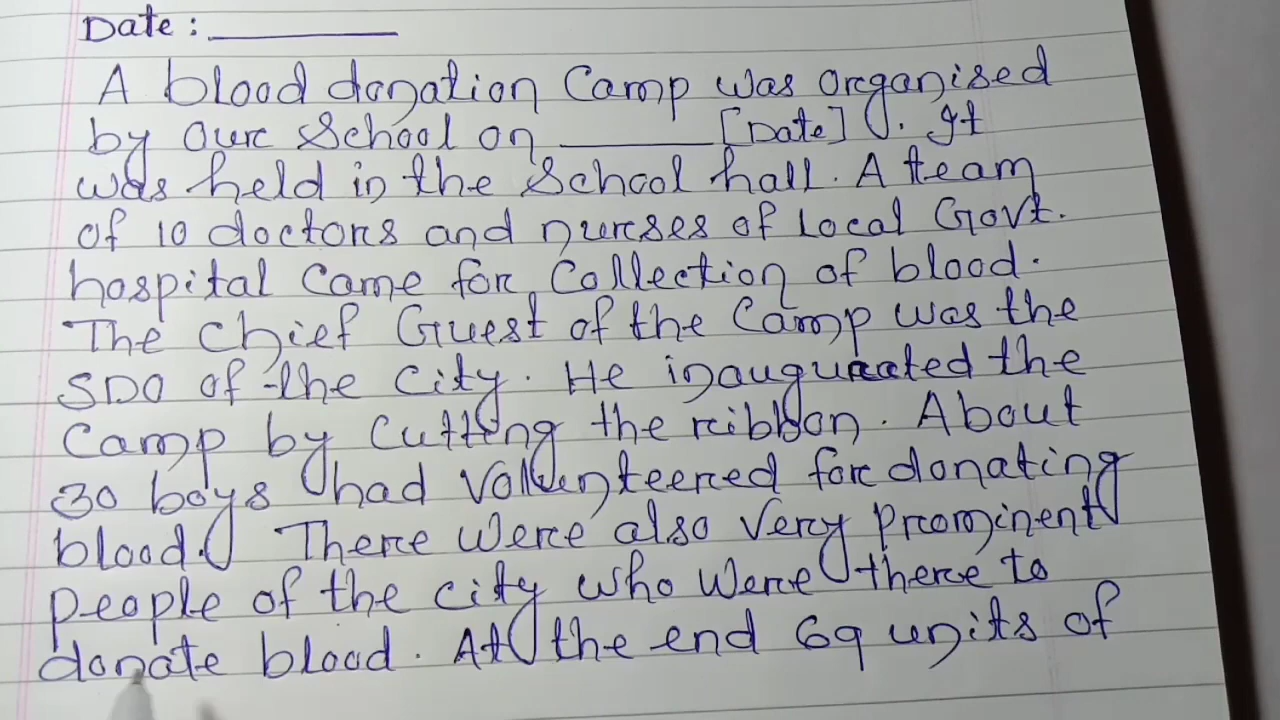 Date : ________
A blood donation Camp was organised
by our School on ________ [Date]. It
was held in the School hall. A team
of 10 doctors and nurses of Local Govt.
hospital Came for Collection of blood.
The Chief Guest of the Camp was the
SDO of the City. He inaugurated the
Camp by Cutting the ribbon. About
30 boys had volunteered for donating
blood. There were also very prominent
people of the city who were there to
donate blood. At the end 69 units of